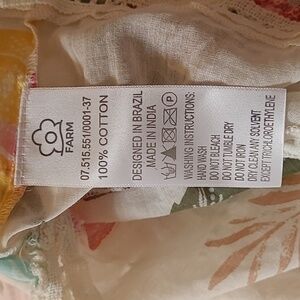 FARM
07.515.551/0001-37
100% COTTON
DESIGNED IN BRAZIL
MADE IN INDIA
P
WASHING INSTRUCTIONS:
HAND WASH
DO NOT BLEACH
DO NOT TUMBLE DRY
DO NOT IRON
DRY CLEAN ANY SOLVENT
EXCEPT TRICHLOROETHYLENE